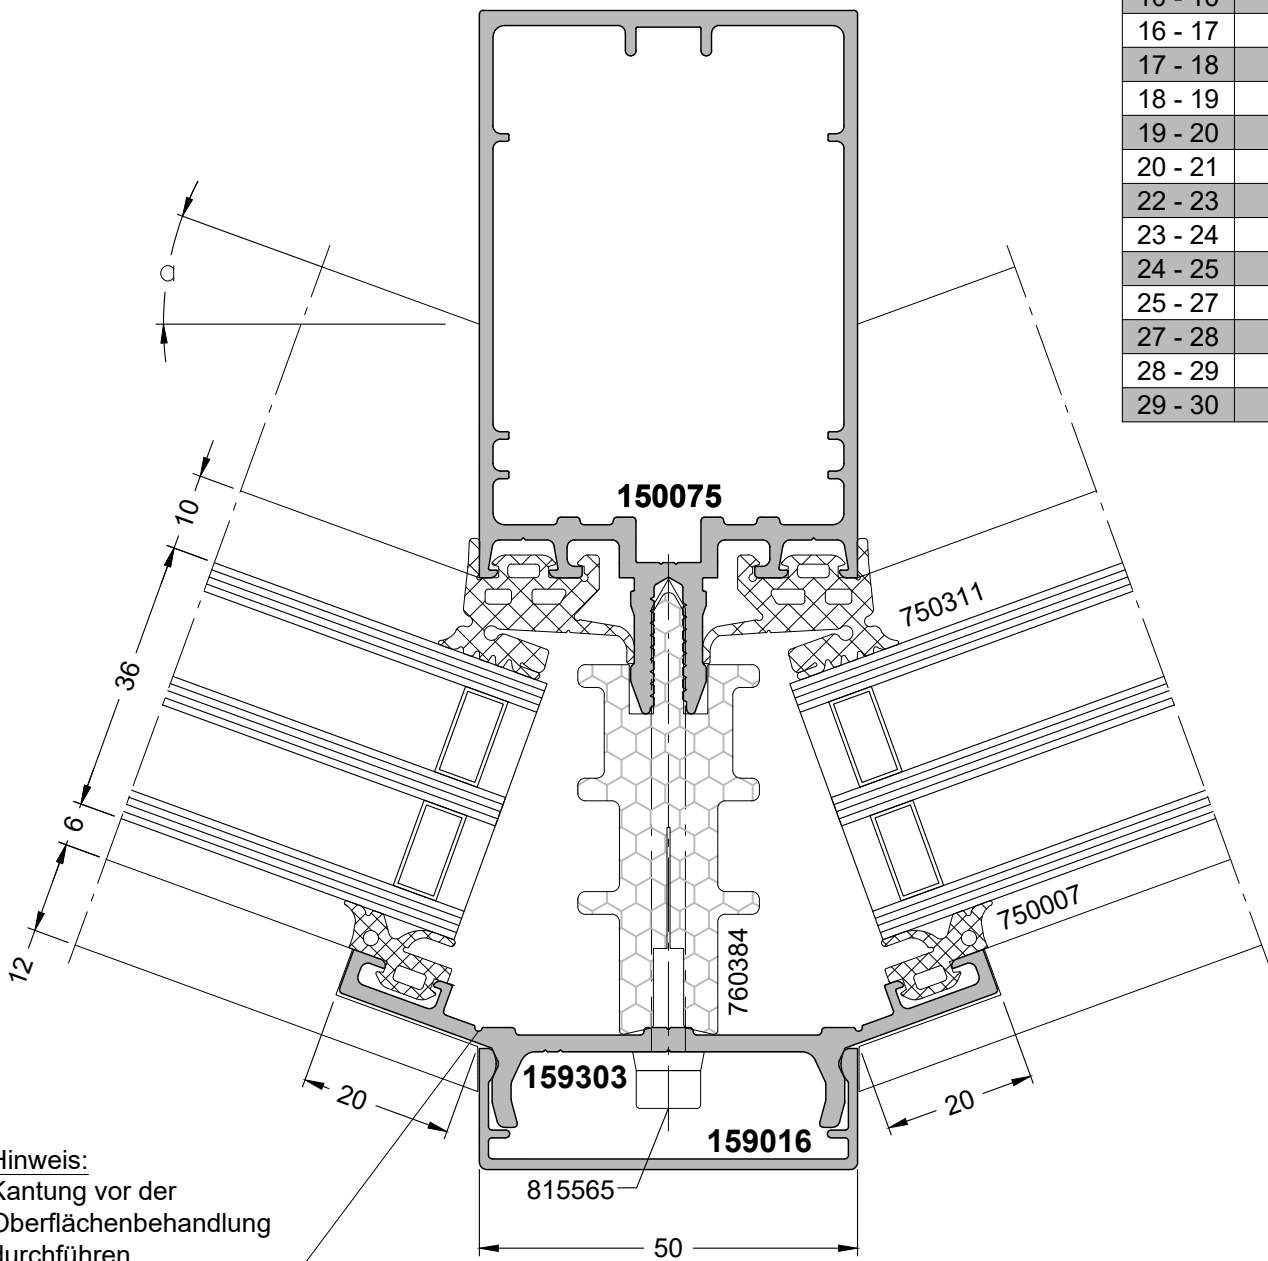 16 - 17
17 - 18
18 - 19
19 - 20
20 - 21
22 - 23
23 - 24
24 - 25
25 - 27
27 - 28
28 - 29
29 - 30
α
10
36
6
12
150075
750311
750007
760384
159303
159016
815565
20
20
50
Hinweis:
Kantung vor der
Oberflächenbehandlung
durchführen